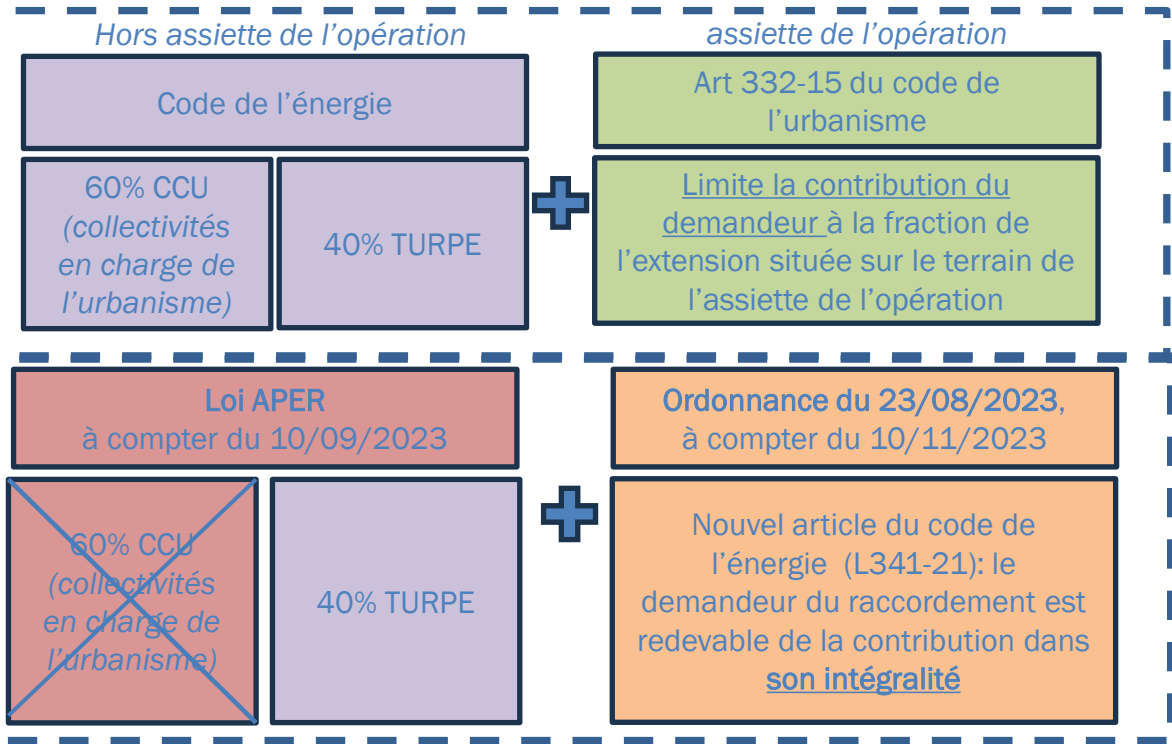 Hors assiette de l'opération
assiette de l'opération
Code de l'énergie
Art 332-15 du code de
l'urbanisme
60% CCU
(collectivités
en charge de
l'urbanisme)
40% TURPE
Limite la contribution du
demandeur à la fraction de
l'extension située sur le terrain de
l'assiette de l'opération
Loi APER
à compter du 10/09/2023
Ordonnance du 23/08/2023,
à compter du 10/11/2023
60% CCU
(collectivités
en charge de
l'urbanisme)
40% TURPE
Nouvel article du code de
l'énergie (L341-21): le
demandeur du raccordement est
redevable de la contribution dans
son intégralité